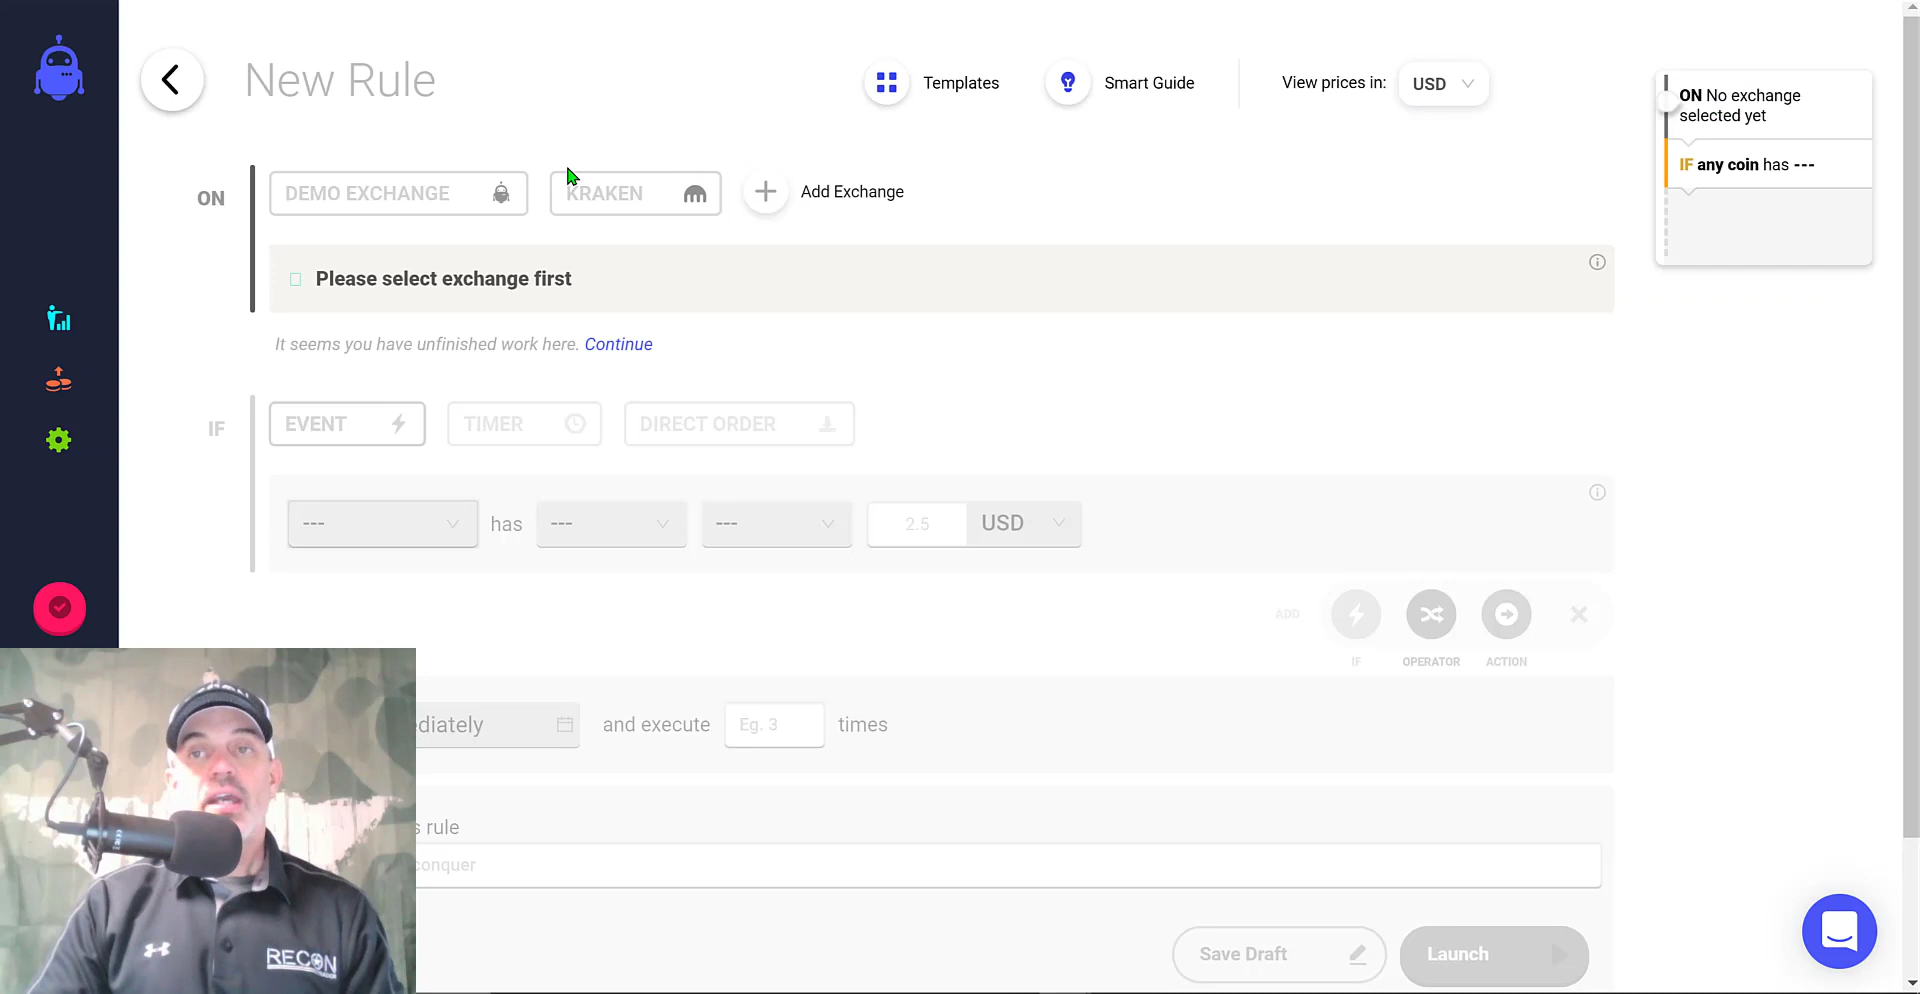 New Rule
Templates
Smart Guide
View prices in:
USD
ON No exchange
selected yet
IF any coin has ---
ON
DEMO EXCHANGE
KRAKEN
Add Exchange
Please select exchange first
It seems you have unfinished work here. Continue
IF
EVENT
TIMER
DIRECT ORDER
---
has
---
---
2.5
USD
ADD
IF
OPERATOR
ACTION
diately
and execute
Eg. 3
times
s rule
conquer
Save Draft
Launch
RECON